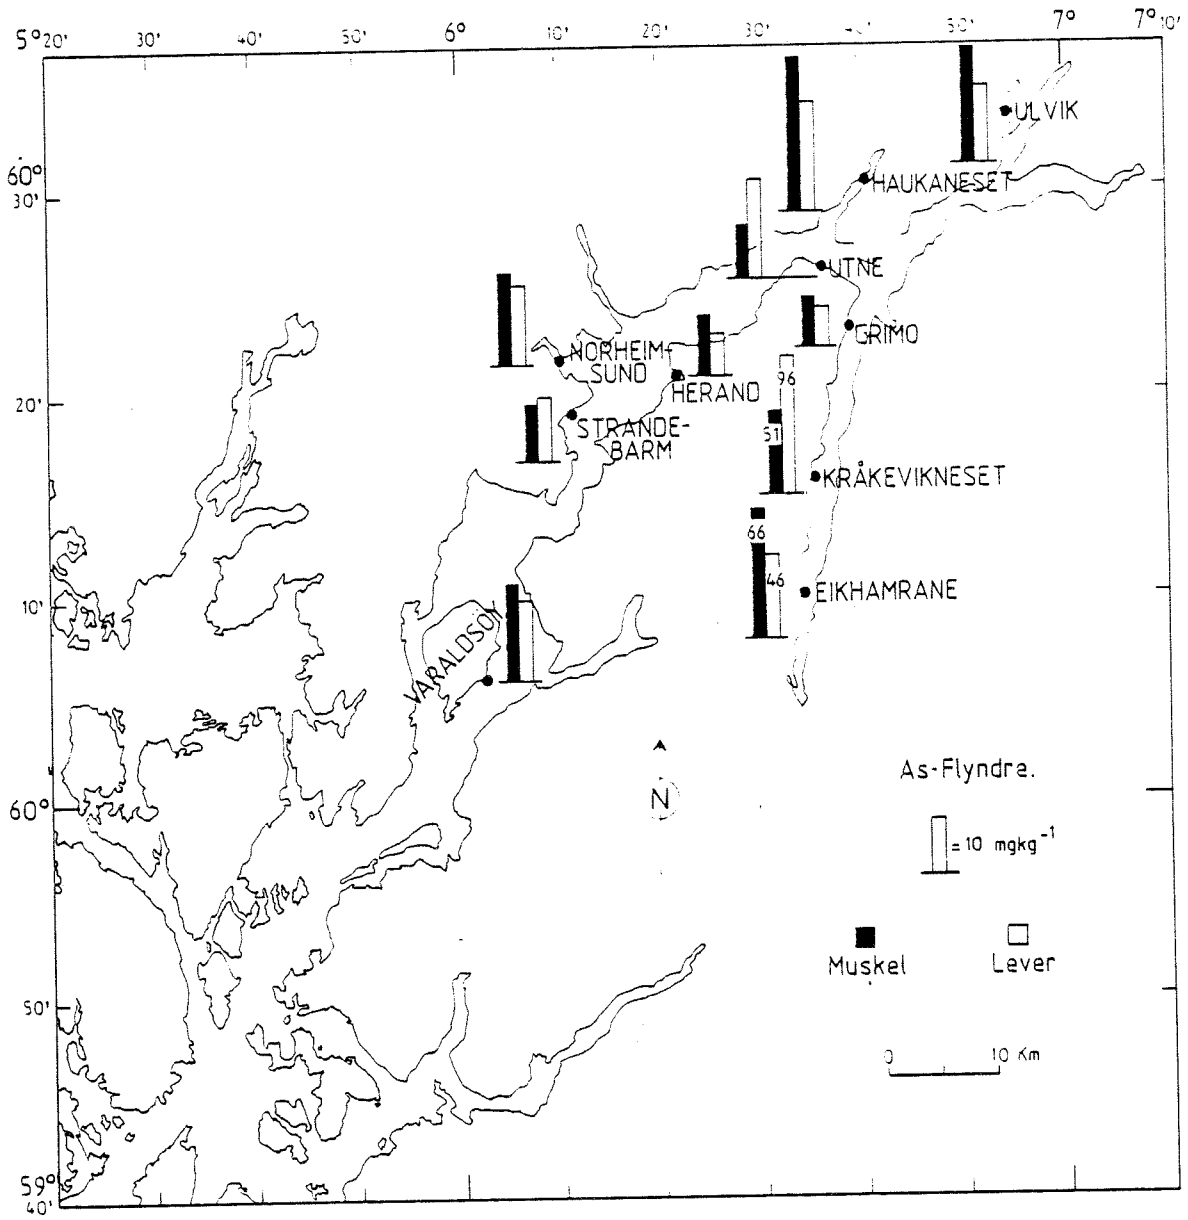 5°20' 30' 40' 50' 6° 10' 20' 30' 40' 50' 7° 7°10'
60°
30'
20'
10'
60°
50'
59°
40'
ULVIK
HAUKANESET
UTNE
GRIMO
NORHEIM-
SUND
HERAND
STRANDE-
BARM
96
51
KRÅKEVIKNESET
66
46
EIKHAMRANE
VARALDSOY
N
As-Flyndre.
= 10 mgkg⁻¹
Muskel
Lever
0 10 Km